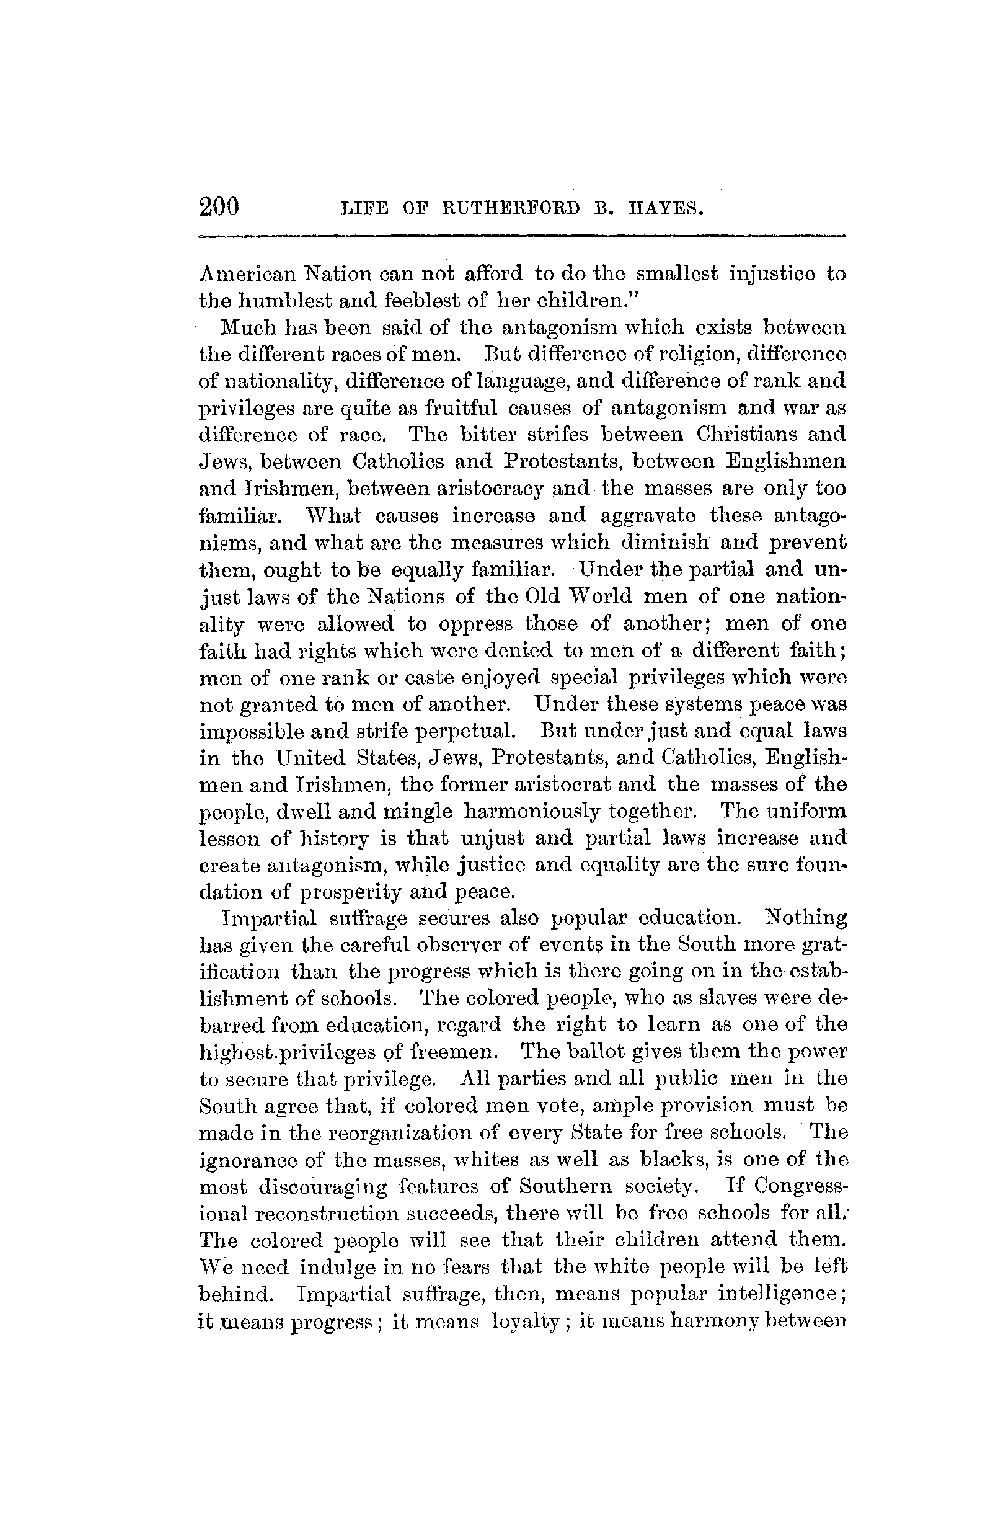 200 LIFE OF RUTHERFORD B. HAYES.
American Nation can not afford to do the smallest injustice to
the humblest and feeblest of her children."
Much has been said of the antagonism which exists between
the different races of men. But difference of religion, difference
of nationality, difference of language, and difference of rank and
privileges are quite as fruitful causes of antagonism and war as
difference of race. The bitter strifes between Christians and
Jews, between Catholics and Protestants, between Englishmen
and Irishmen, between aristocracy and the masses are only too
familiar. What causes increase and aggravate these antago-
nisms, and what are the measures which diminish and prevent
them, ought to be equally familiar. Under the partial and un-
just laws of the Nations of the Old World men of one nation-
ality were allowed to oppress those of another; men of one
faith had rights which were denied to men of a different faith;
men of one rank or caste enjoyed special privileges which were
not granted to men of another. Under these systems peace was
impossible and strife perpetual. But under just and equal laws
in the United States, Jews, Protestants, and Catholics, English-
men and Irishmen, the former aristocrat and the masses of the
people, dwell and mingle harmoniously together. The uniform
lesson of history is that unjust and partial laws increase and
create antagonism, while justice and equality are the sure foun-
dation of prosperity and peace.
Impartial suffrage secures also popular education. Nothing
has given the careful observer of events in the South more grat-
ification than the progress which is there going on in the estab-
lishment of schools. The colored people, who as slaves were de-
barred from education, regard the right to learn as one of the
highest privileges of freemen. The ballot gives them the power
to secure that privilege. All parties and all public men in the
South agree that, if colored men vote, ample provision must be
made in the reorganization of every State for free schools. The
ignorance of the masses, whites as well as blacks, is one of the
most discouraging features of Southern society. If Congress-
ional reconstruction succeeds, there will be free schools for all.
The colored people will see that their children attend them.
We need indulge in no fears that the white people will be left
behind. Impartial suffrage, then, means popular intelligence;
it means progress; it means loyalty; it means harmony between